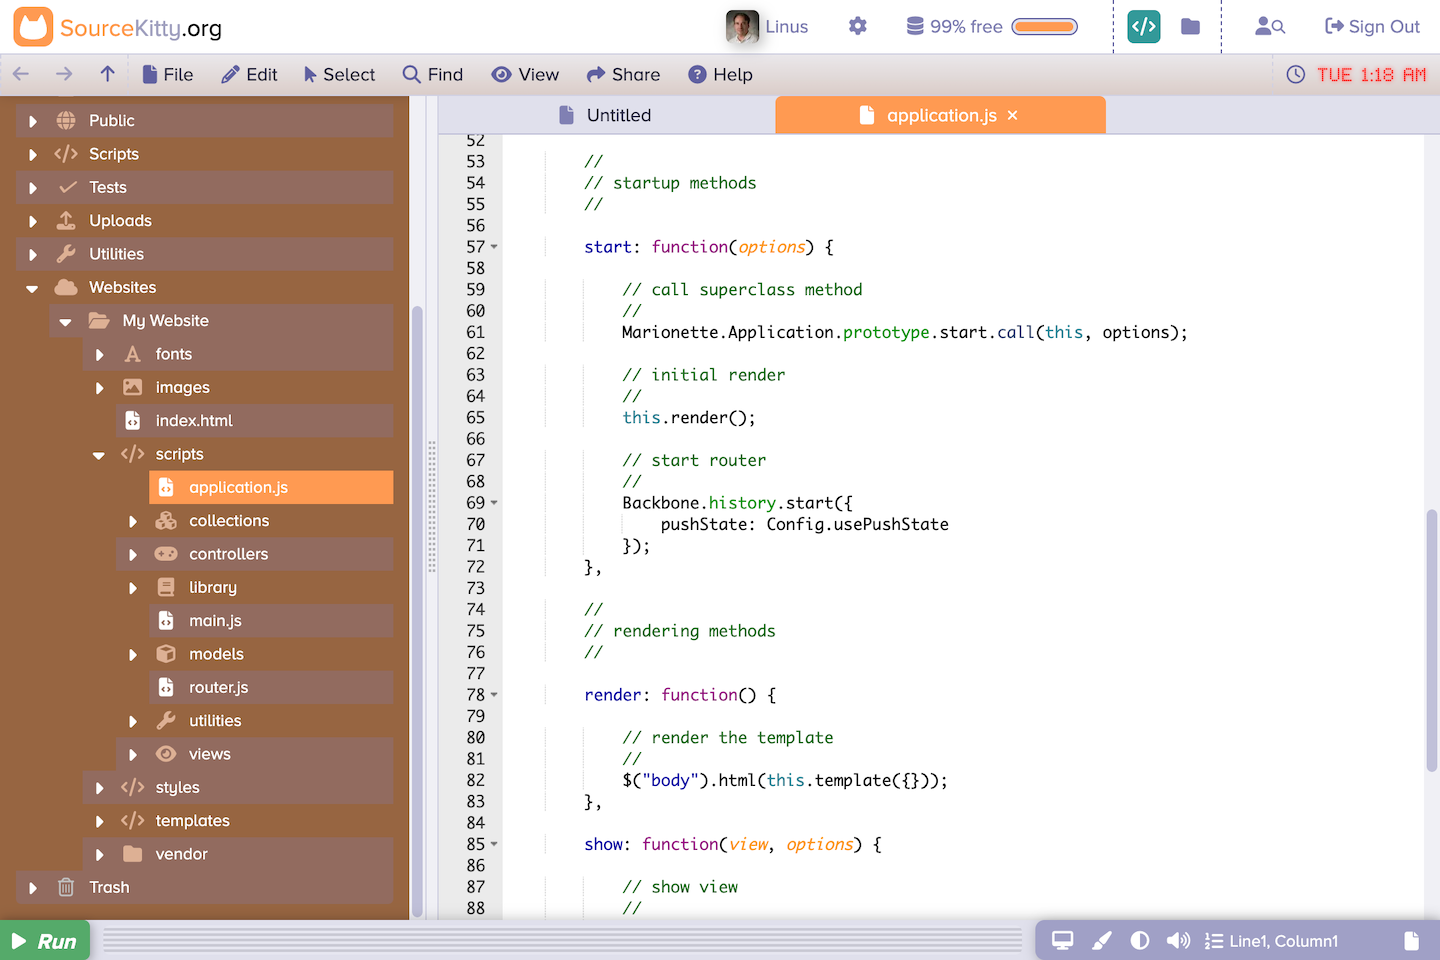 SourceKitty.org
Linus
99% free
Sign Out
File
Edit
Select
Find
View
Share
Help
TUE 1:18 AM
Public
Scripts
Tests
Uploads
Utilities
Websites
My Website
fonts
images
index.html
scripts
application.js
collections
controllers
library
main.js
models
router.js
utilities
views
styles
templates
vendor
Trash
Untitled
application.js ×
52
53 //
54 // startup methods
55 //
56
57 start: function(options) {
58
59 // call superclass method
60 //
61 Marionette.Application.prototype.start.call(this, options);
62
63 // initial render
64 //
65 this.render();
66
67 // start router
68 //
69 Backbone.history.start({
70 pushState: Config.usePushState
71 });
72 },
73
74 //
75 // rendering methods
76 //
77
78 render: function() {
79
80 // render the template
81 //
82 $("body").html(this.template({}));
83 },
84
85 show: function(view, options) {
86
87 // show view
88 //
Run
Line1, Column1